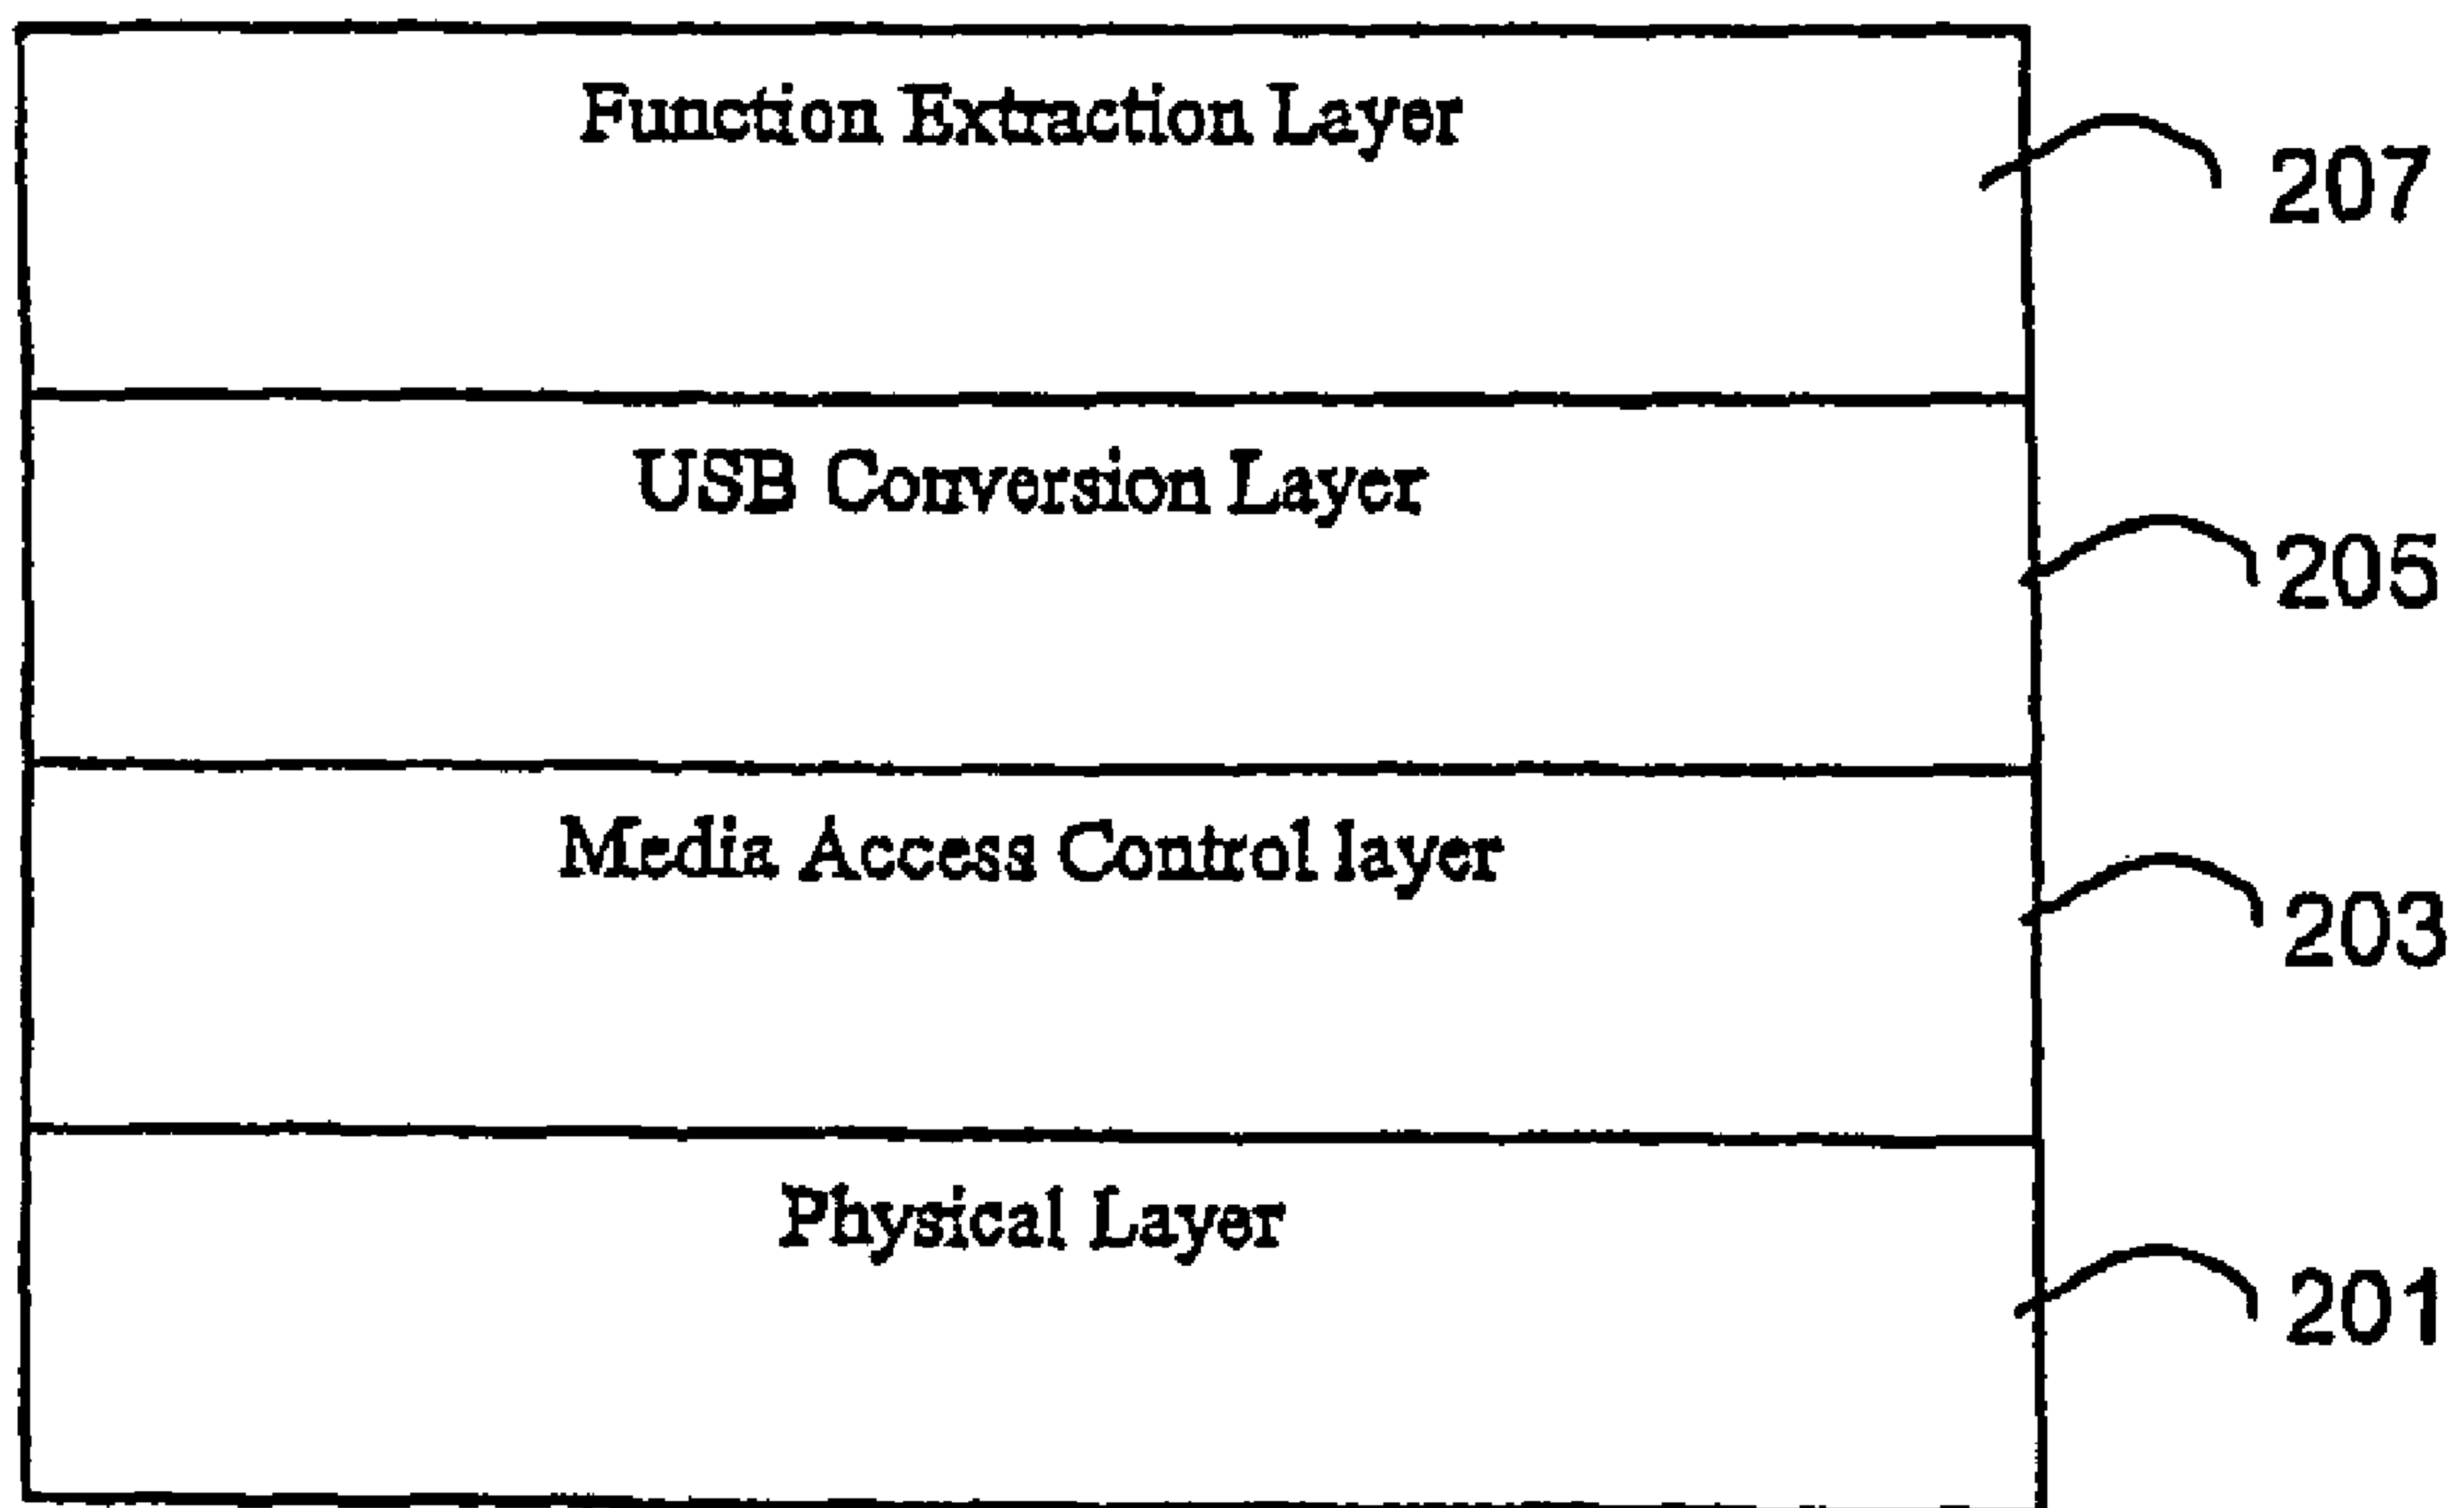 Function Extraction Layer
207
USB Conversion Layer
205
Media Access Control layer
203
Physical Layer
201